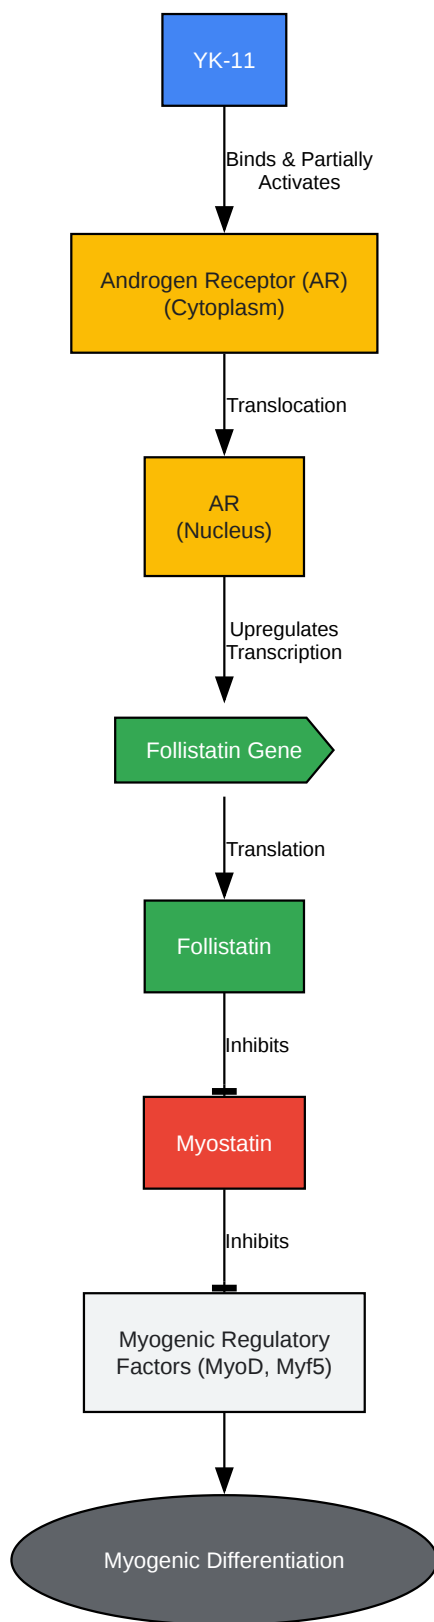 YK-11
Binds & Partially
Activates
Androgen Receptor (AR)
(Cytoplasm)
Translocation
AR
(Nucleus)
Upregulates
Transcription
Follistatin Gene
Translation
Follistatin
Inhibits
Myostatin
Inhibits
Myogenic Regulatory
Factors (MyoD, Myf5)
Myogenic Differentiation